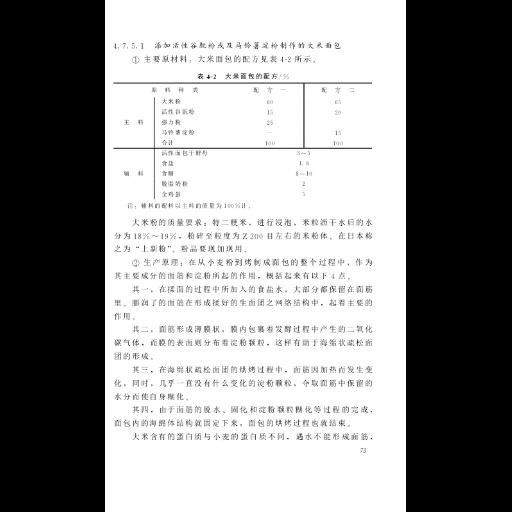 4.7.5.1 添加活性谷朊粉或及马铃薯淀粉制作的大米面包
① 主要原材料：大米面包的配方见表 4-2 所示。
表 4-2 大米面包的配方/%
原 料 种 类 配 方 一 配 方 二
大米粉 60 65
活性谷朊粉 15 20
主 料 强力粉 25
马铃薯淀粉 — 15
合计 100 100
活性面包干酵母 3～5
食盐 1.8
辅 料 食糖 8～10
脱脂奶粉 2
全鸡蛋 5
注：辅料的配料以主料的质量为 100%计。
大米粉的质量要求：特二粳米，进行浸泡，米粒沥干水后的水
分为 18%～19%，粉碎至粒度为 Z 200 目左右的米粉体。在日本称
之为“上新粉”。粉品要现加现用。
② 生产原理：在从小麦粉到烤制成面包的整个过程中，作为
其主要成分的面筋和淀粉所起的作用，概括起来有以下 4 点。
其一，在揉面的过程中所加入的食盐水，大部分都保留在面筋
里。膨润了的面筋在形成揉好的生面团之网络结构中，起着主要的
作用。
其二，面筋形成薄膜状，膜内包裹着发酵过程中产生的二氧化
碳气体，而膜的表面则分布着淀粉颗粒，这样有助于海绵状疏松面
团的形成。
其三，在海绵状疏松面团的烘烤过程中，面筋因加热而发生变
化，同时，几乎一直没有什么变化的淀粉颗粒，夺取面筋中保留的
水分而使自身糊化。
其四，由于面筋的脱水、固化和淀粉颗粒糊化等过程的完成，
面包内的海绵体结构就固定下来，面包的烘烤过程也就结束。
大米含有的蛋白质与小麦的蛋白质不同，遇水不能形成面筋，
73